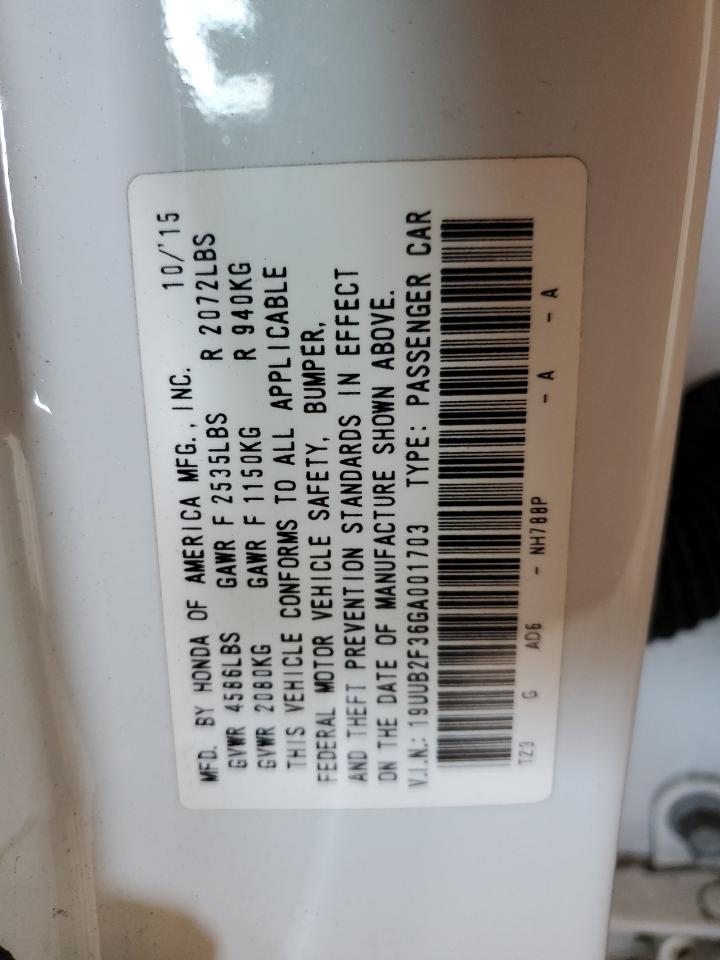 MFD. BY HONDA OF AMERICA MFG., INC. 10/'15
GVWR 4586LBS GAWR F 2535LBS R 2072LBS
GVWR 2080KG GAWR F 1150KG R 940KG
THIS VEHICLE CONFORMS TO ALL APPLICABLE
FEDERAL MOTOR VEHICLE SAFETY, BUMPER,
AND THEFT PREVENTION STANDARDS IN EFFECT
ON THE DATE OF MANUFACTURE SHOWN ABOVE.
V.I.N.: 19UUB2F36GA001703 TYPE: PASSENGER CAR
TZ3 G AD6 - NH788P - A - A